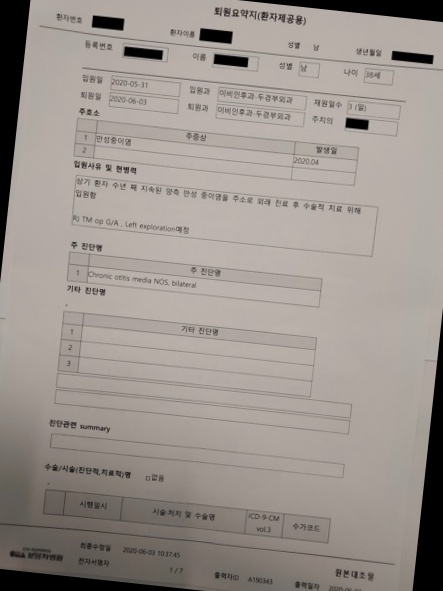 퇴원요약지(환자제공용)
환자번호 환자이름 성별 남 생년월일
등록번호 이름 성별 남 나이 38세
입원일 2020-05-31 입원과 이비인후과-두경부외과 재원일수 3 (일)
퇴원일 2020-06-03 퇴원과 이비인후과-두경부외과 주치의
주호소
주증상 발생일
1 만성중이염 2020.04
2
입원사유 및 현병력
상기 환자 수년 째 지속된 양측 만성 중이염을 주소로 외래 진료 후 수술적 치료 위해
입원함
R) TM op G/A , Left exploration예정
주 진단명
주 진단명
1 Chronic otitis media NOS, bilateral
기타 진단명
기타 진단명
1
2
3
진단관련 summary
수술/시술(진단적,치료적)명 □없음
시행일시 시술·처치 및 수술명 ICD-9-CM vol.3 수가코드
최종수정일 2020-06-03 10:37:45
전자서명자
1 / 7
분당차병원
출력자ID A190343
원본대조필
출력일자